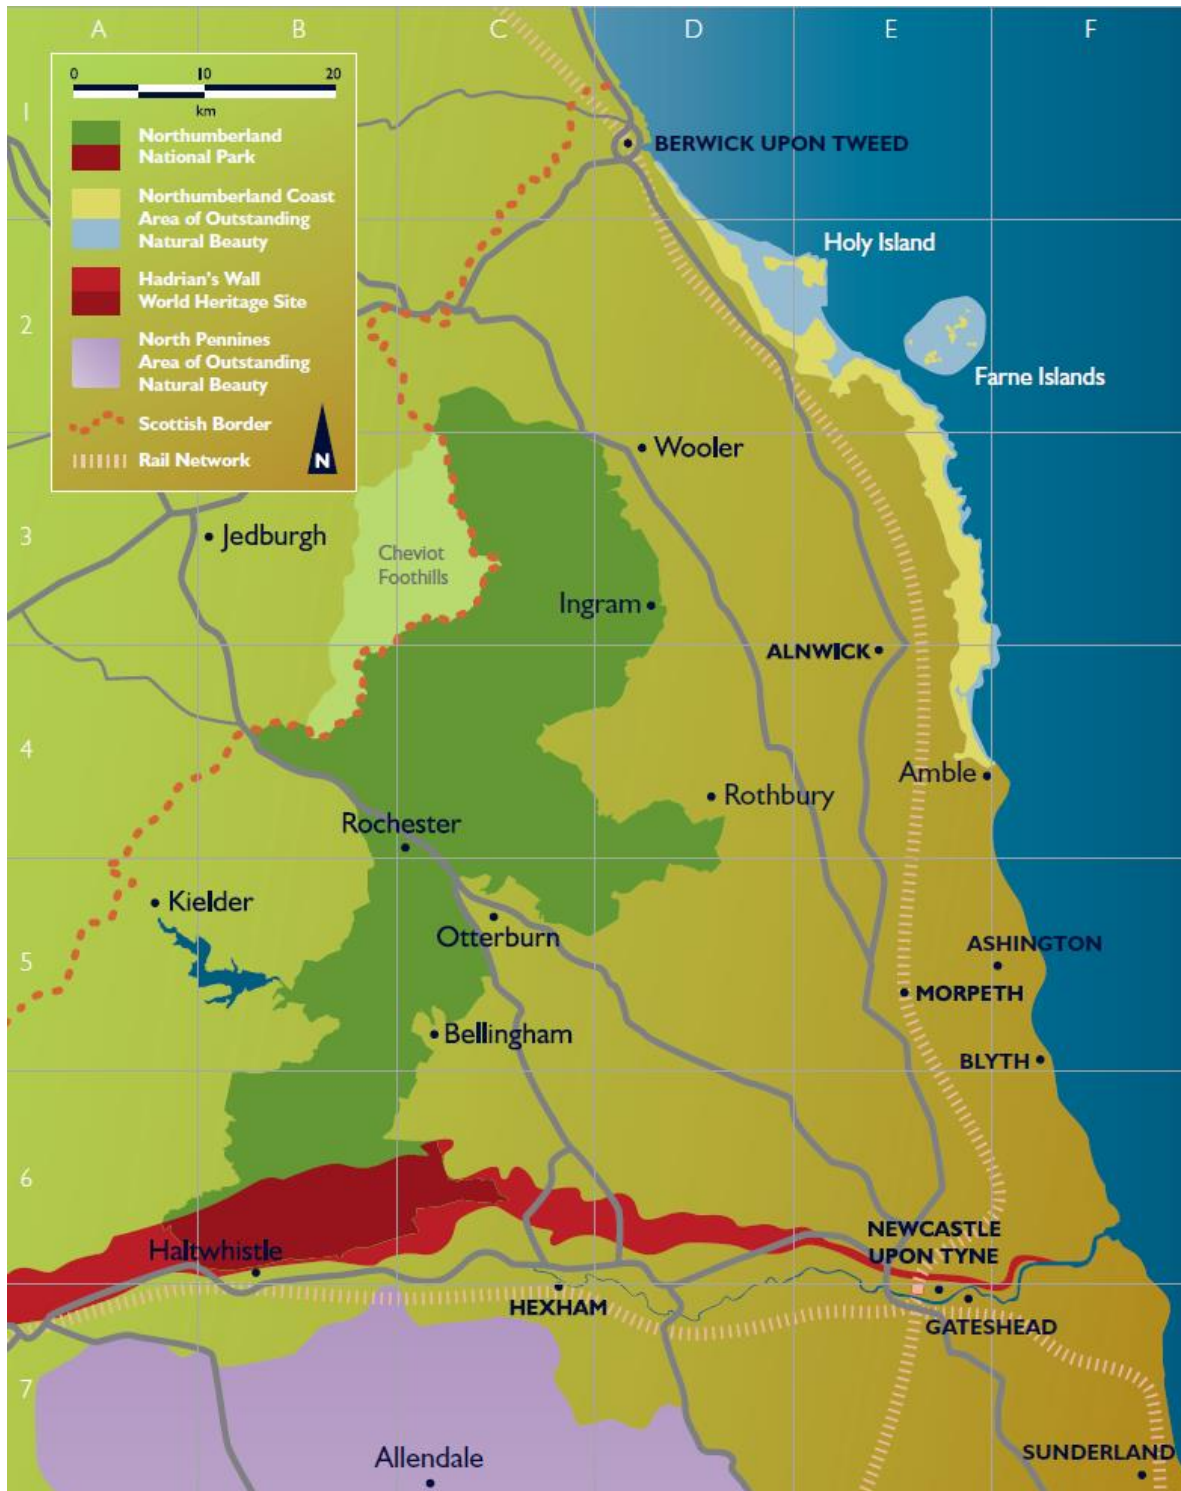 A B C D E F
0 10 20
km
1
Northumberland
National Park
BERWICK UPON TWEED
Northumberland Coast
Area of Outstanding
Natural Beauty
Holy Island
Hadrian's Wall
World Heritage Site
2
North Pennines
Area of Outstanding
Natural Beauty
Farne Islands
Scottish Border
Rail Network
N
Wooler
3
Jedburgh
Cheviot
Foothills
Ingram
ALNWICK
4
Amble
Rothbury
Rochester
Kielder
Otterburn
ASHINGTON
5
MORPETH
Bellingham
BLYTH
6
NEWCASTLE
UPON TYNE
Haltwhistle
HEXHAM
GATESHEAD
7
Allendale
SUNDERLAND